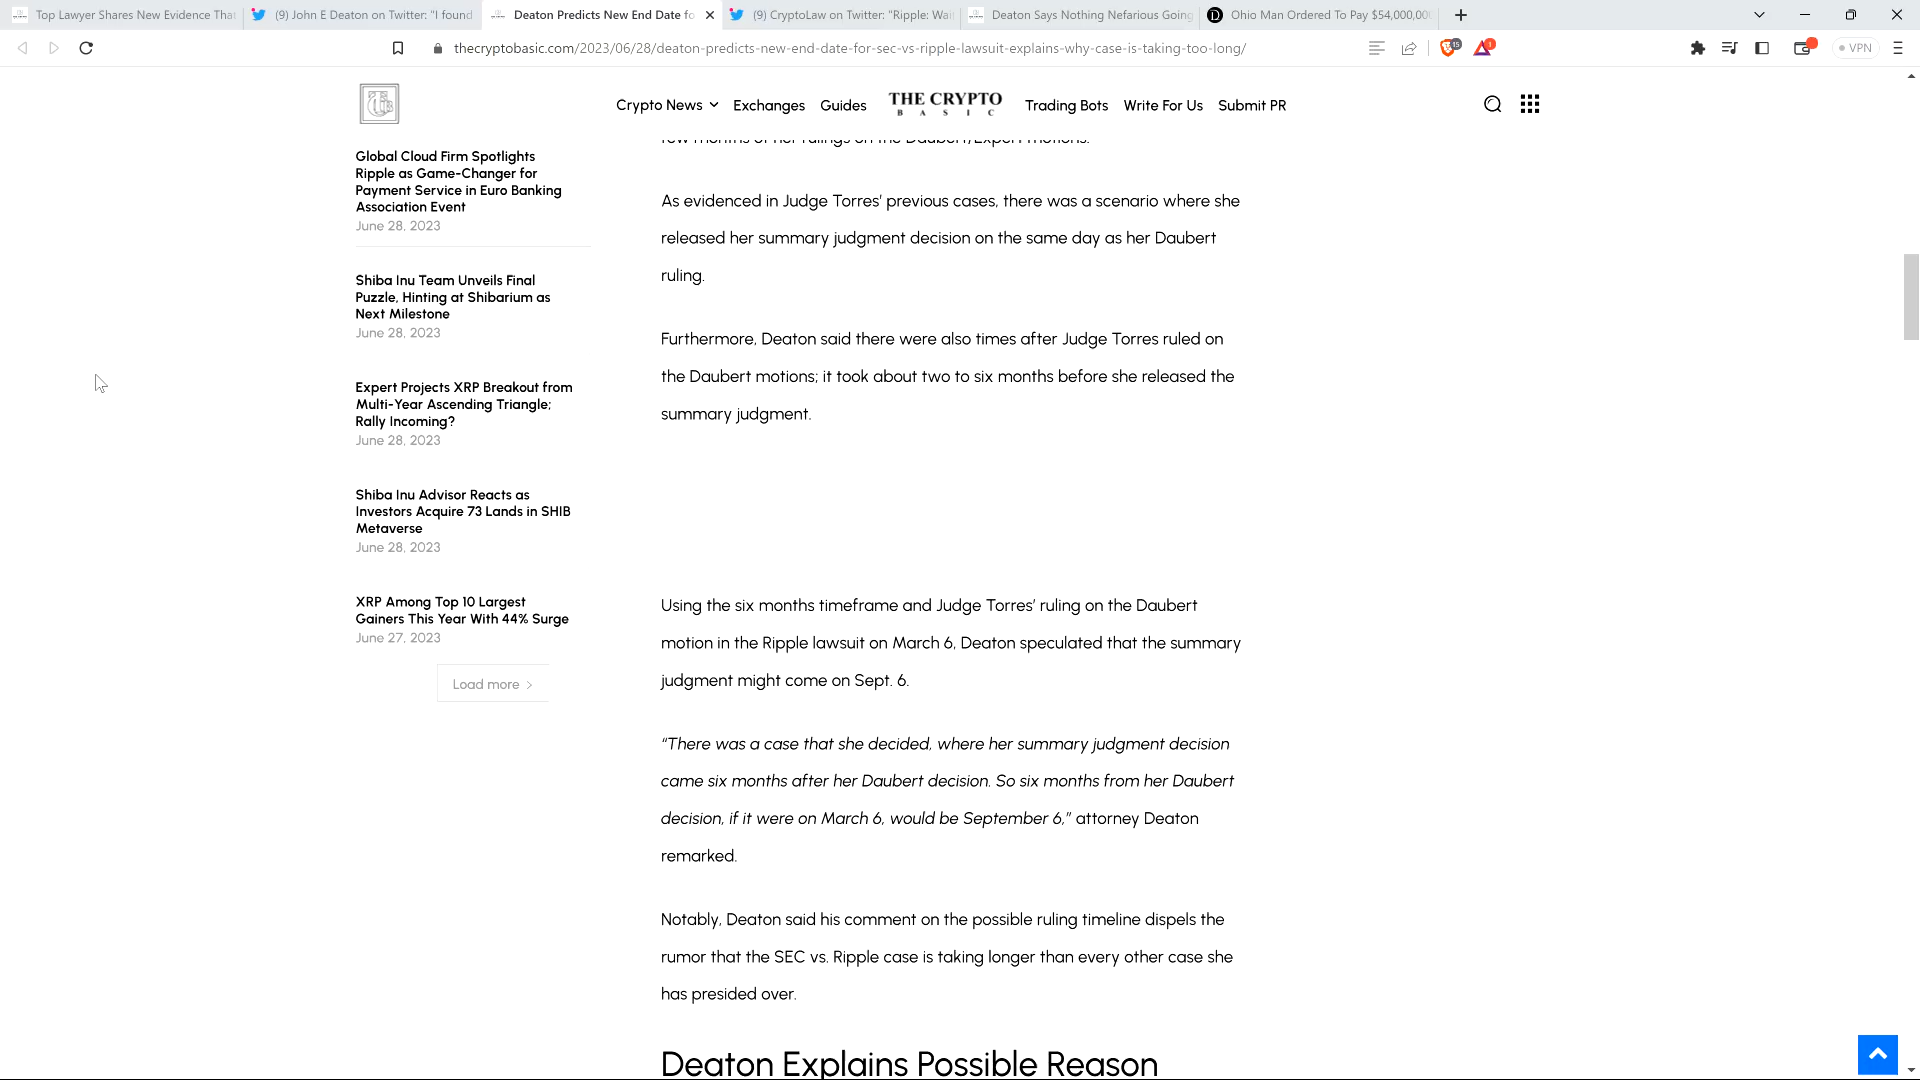 Top Lawyer Shares New Evidence That
(9) John E Deaton on Twitter: "I found
Deaton Predicts New End Date fo
(9) CryptoLaw on Twitter: "Ripple: Wai
Deaton Says Nothing Nefarious Going
Ohio Man Ordered To Pay $54,000,00
thecryptobasic.com/2023/06/28/deaton-predicts-new-end-date-for-sec-vs-ripple-lawsuit-explains-why-case-is-taking-too-long/
15
1
VPN
Crypto News
Exchanges
Guides
THE CRYPTO
BASIC
Trading Bots
Write For Us
Submit PR
Global Cloud Firm Spotlights
Ripple as Game-Changer for
Payment Service in Euro Banking
Association Event
June 28, 2023
Shiba Inu Team Unveils Final
Puzzle, Hinting at Shibarium as
Next Milestone
June 28, 2023
Expert Projects XRP Breakout from
Multi-Year Ascending Triangle;
Rally Incoming?
June 28, 2023
Shiba Inu Advisor Reacts as
Investors Acquire 73 Lands in SHIB
Metaverse
June 28, 2023
XRP Among Top 10 Largest
Gainers This Year With 44% Surge
June 27, 2023
Load more
few months of her rulings on the Daubert/Expert motions.
As evidenced in Judge Torres' previous cases, there was a scenario where she
released her summary judgment decision on the same day as her Daubert
ruling.
Furthermore, Deaton said there were also times after Judge Torres ruled on
the Daubert motions; it took about two to six months before she released the
summary judgment.
Using the six months timeframe and Judge Torres' ruling on the Daubert
motion in the Ripple lawsuit on March 6, Deaton speculated that the summary
judgment might come on Sept. 6.
“There was a case that she decided, where her summary judgment decision
came six months after her Daubert decision. So six months from her Daubert
decision, if it were on March 6, would be September 6,” attorney Deaton
remarked.
Notably, Deaton said his comment on the possible ruling timeline dispels the
rumor that the SEC vs. Ripple case is taking longer than every other case she
has presided over.
Deaton Explains Possible Reason